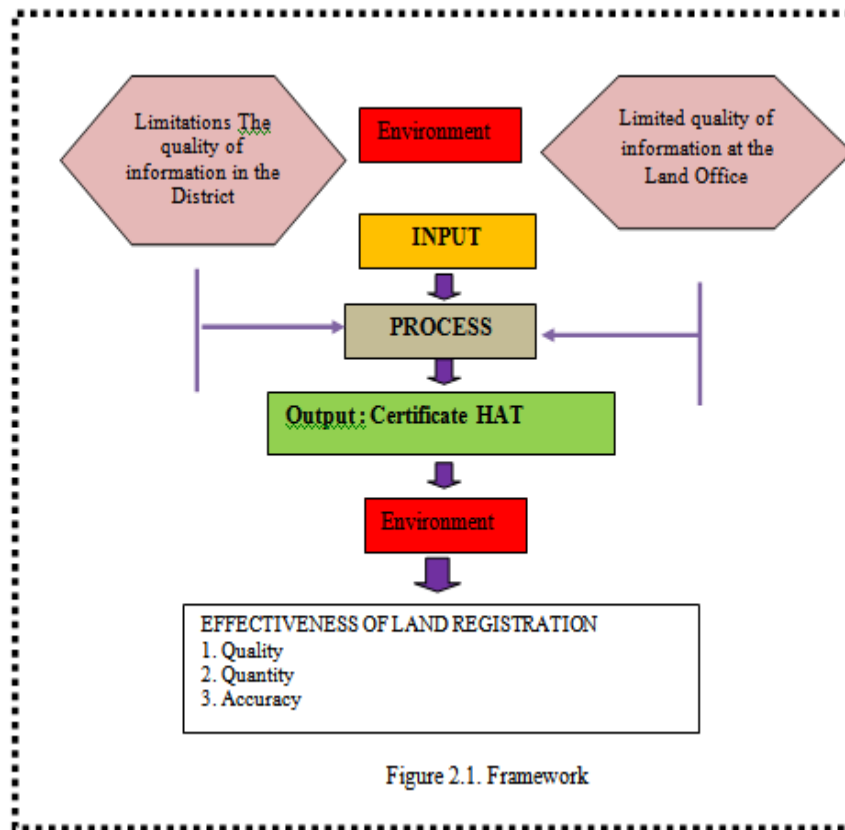 Limitations The
quality of
information in the
District
Environment
Limited quality of
information at the
Land Office
INPUT
PROCESS
Output : Certificate HAT
Environment
EFFECTIVENESS OF LAND REGISTRATION
1. Quality
2. Quantity
3. Accuracy
Figure 2.1. Framework